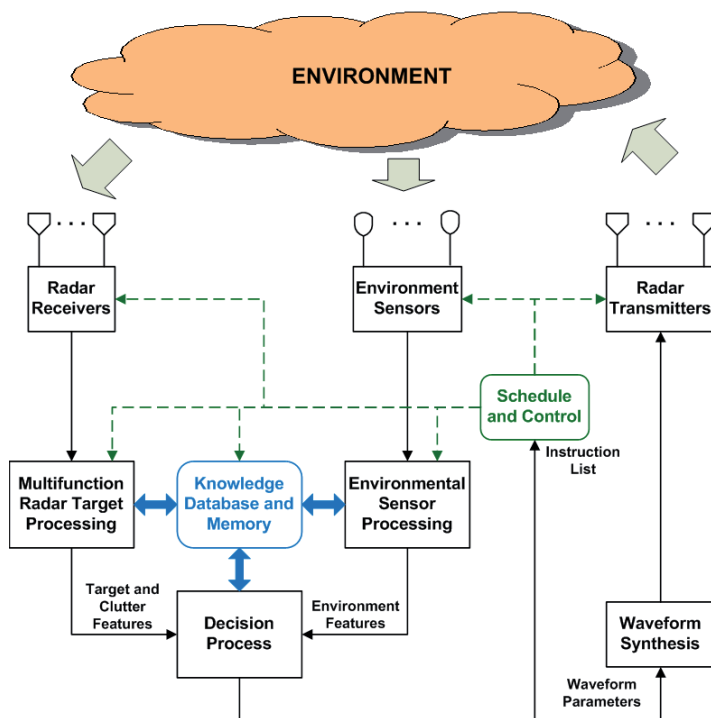 ENVIRONMENT
Radar
Receivers
Environment
Sensors
Radar
Transmitters
Schedule
and Control
Instruction
List
Multifunction
Radar Target
Processing
Knowledge
Database and
Memory
Environmental
Sensor
Processing
Target and
Clutter
Features
Decision
Process
Environment
Features
Waveform
Synthesis
Waveform
Parameters